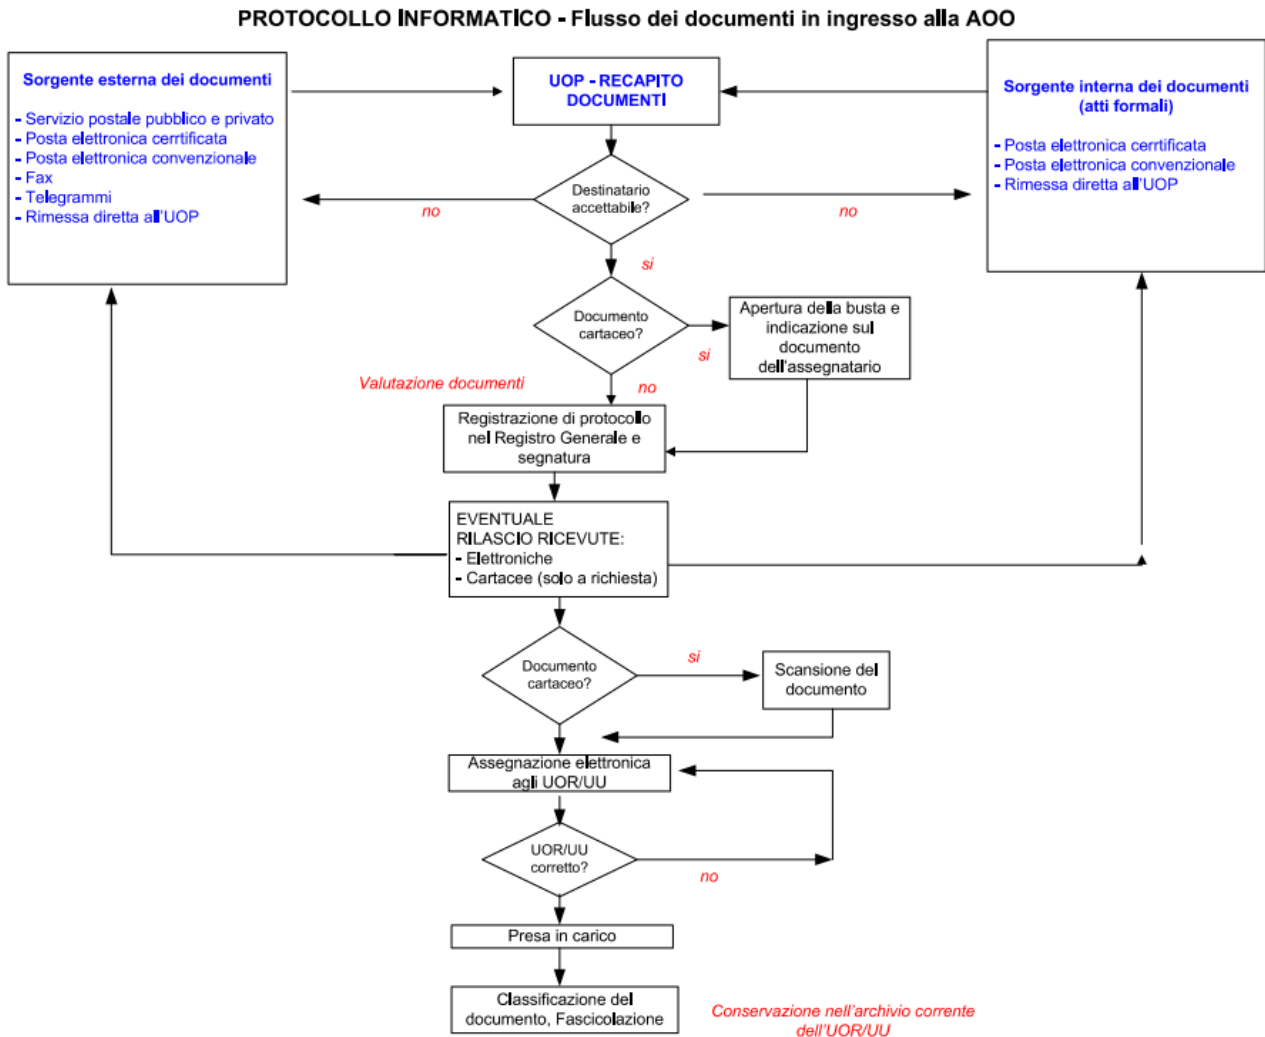 PROTOCOLLO INFORMATICO - Flusso dei documenti in ingresso alla AOO
Sorgente esterna dei documenti
- Servizio postale pubblico e privato
- Posta elettronica cerrtificata
- Posta elettronica convenzionale
- Fax
- Telegrammi
- Rimessa diretta all'UOP
UOP - RECAPITO
DOCUMENTI
Sorgente interna dei documenti
(atti formali)
- Posta elettronica cerrtificata
- Posta elettronica convenzionale
- Rimessa diretta all'UOP
Destinatario
accettabile?
no
no
si
Documento
cartaceo?
si
Apertura della busta e
indicazione sul
documento
dell'assegnatario
Valutazione documenti
no
Registrazione di protocollo
nel Registro Generale e
segnatura
EVENTUALE
RILASCIO RICEVUTE:
- Elettroniche
- Cartacee (solo a richiesta)
Documento
cartaceo?
si
Scansione del
documento
Assegnazione elettronica
agli UOR/UU
UOR/UU
corretto?
no
Presa in carico
Classificazione del
documento, Fascicolazione
Conservazione nell'archivio corrente
dell'UOR/UU